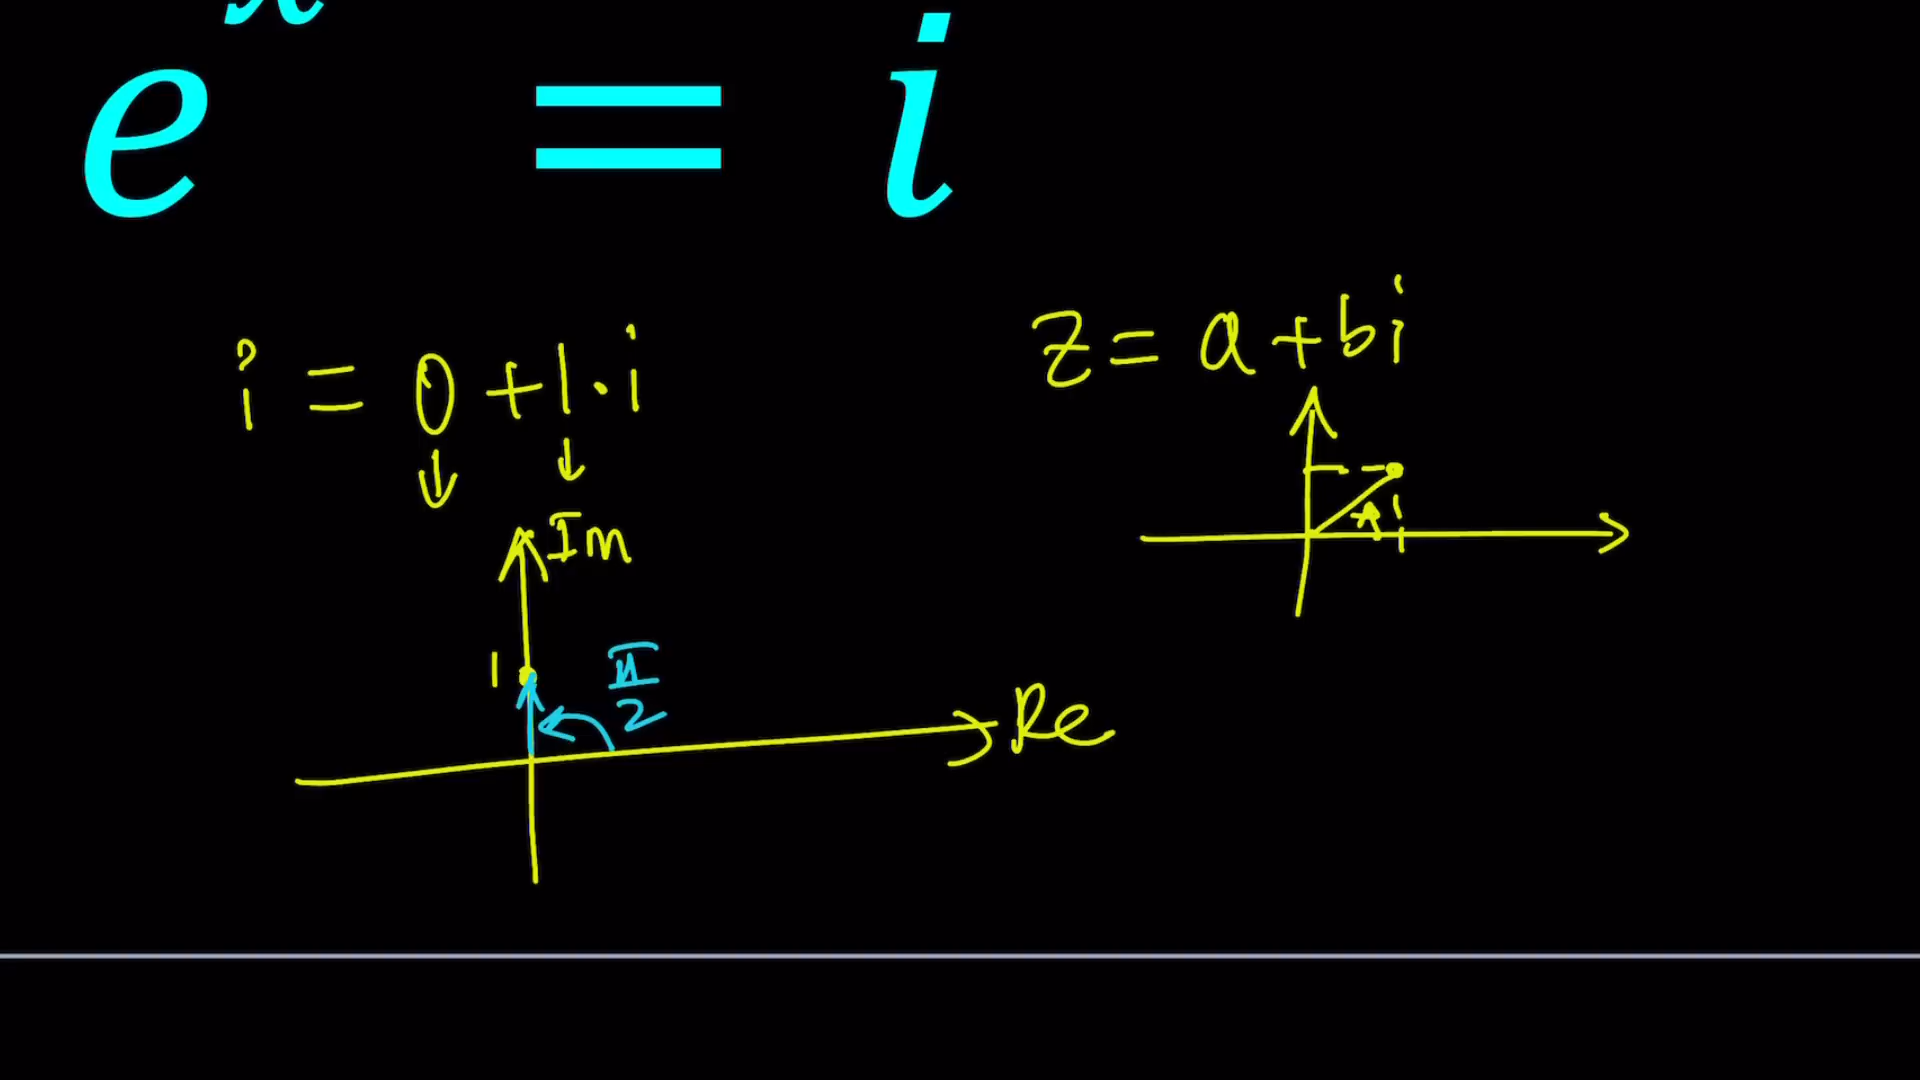 e^x = i
z = a + bi
i = 0 + 1 · i
Im
1
π/2
Re